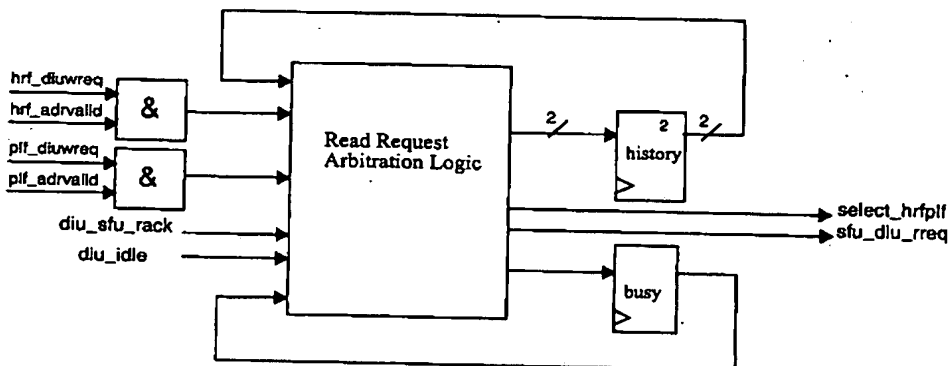 hrf_diuwreq
hrf_adrvalid
&
plf_diuwreq
plf_adrvalid
&
diu_sfu_rack
diu_idle
Read Request
Arbitration Logic
2
2
2
history
select_hrfplf
sfu_diu_rreq
busy